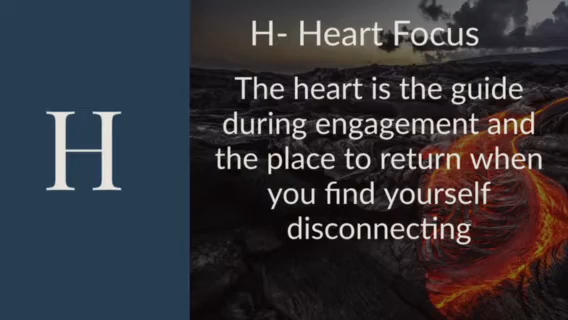 H
H- Heart Focus
The heart is the guide
during engagement and
the place to return when
you find yourself
disconnecting